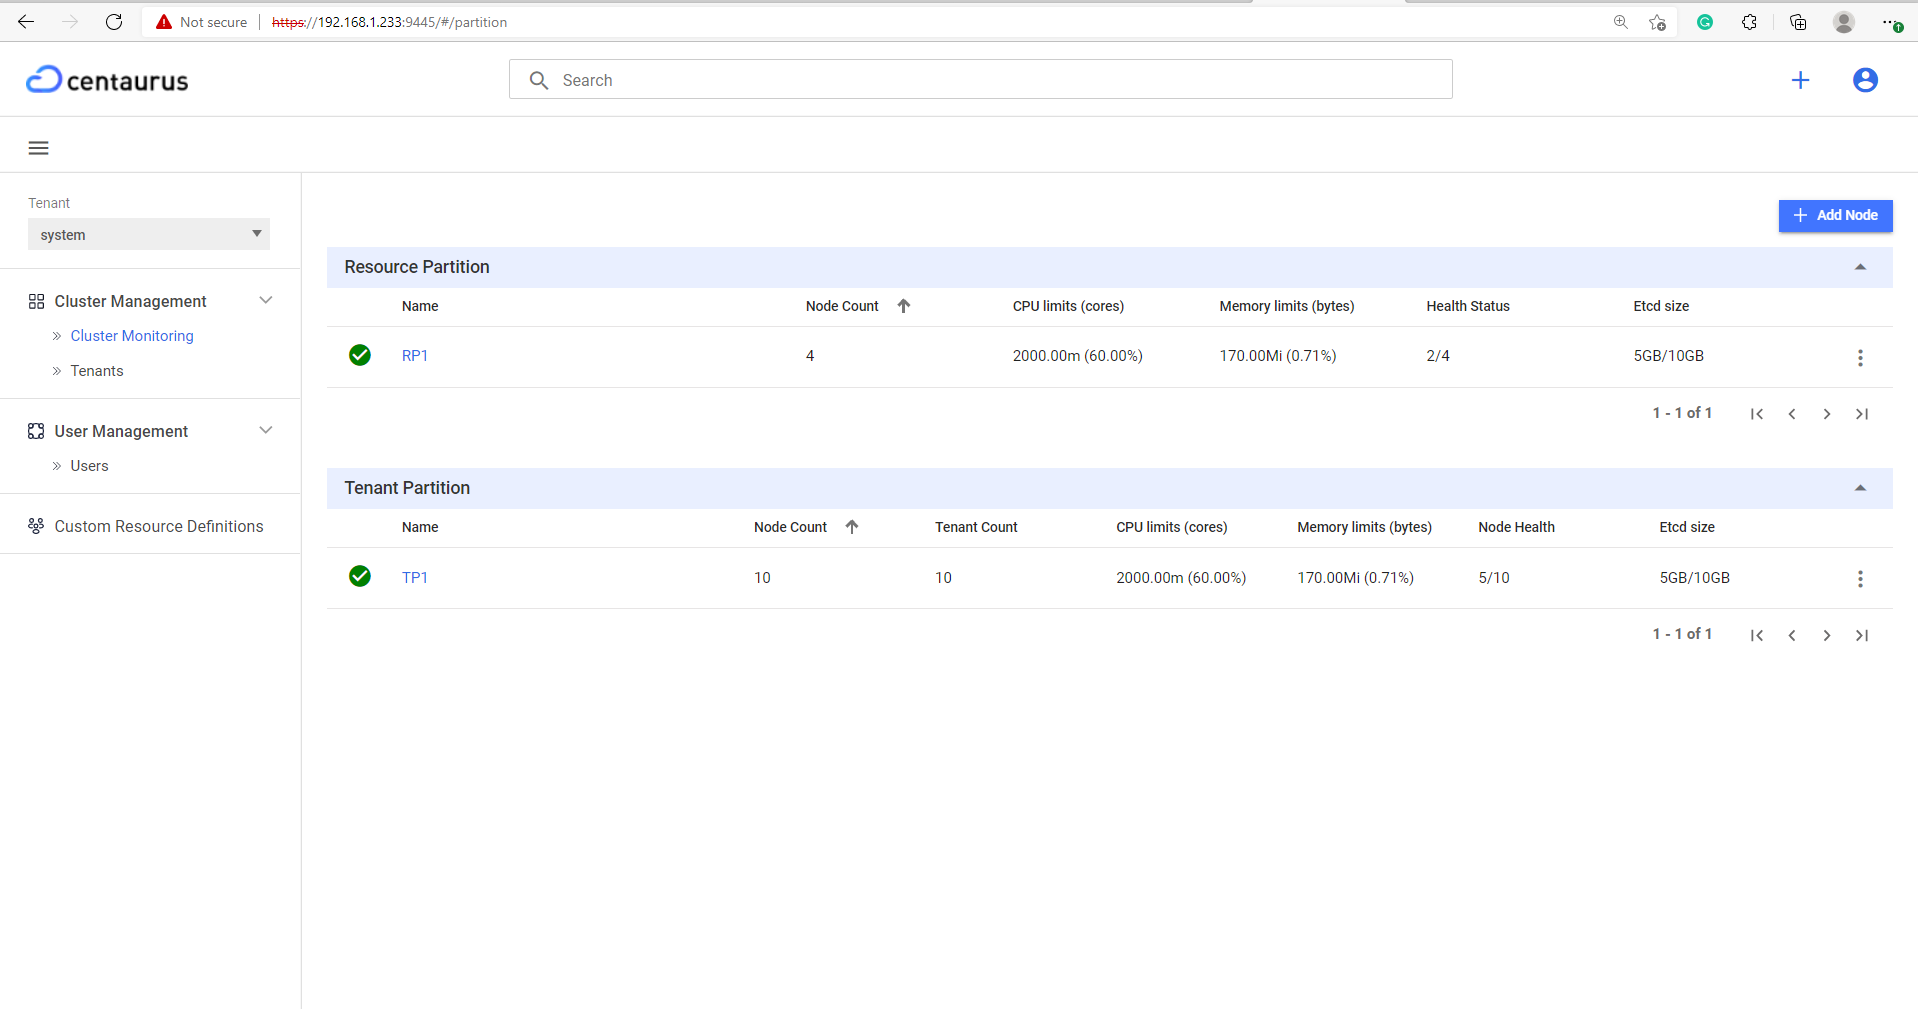 Not secure https://192.168.1.233:9445/#/partition
centaurus
Search
Tenant
system
Cluster Management
Cluster Monitoring
Tenants
User Management
Users
Custom Resource Definitions
Add Node
Resource Partition
Name Node Count CPU limits (cores) Memory limits (bytes) Health Status Etcd size
RP1 4 2000.00m (60.00%) 170.00Mi (0.71%) 2/4 5GB/10GB
1 - 1 of 1
Tenant Partition
Name Node Count Tenant Count CPU limits (cores) Memory limits (bytes) Node Health Etcd size
TP1 10 10 2000.00m (60.00%) 170.00Mi (0.71%) 5/10 5GB/10GB
1 - 1 of 1